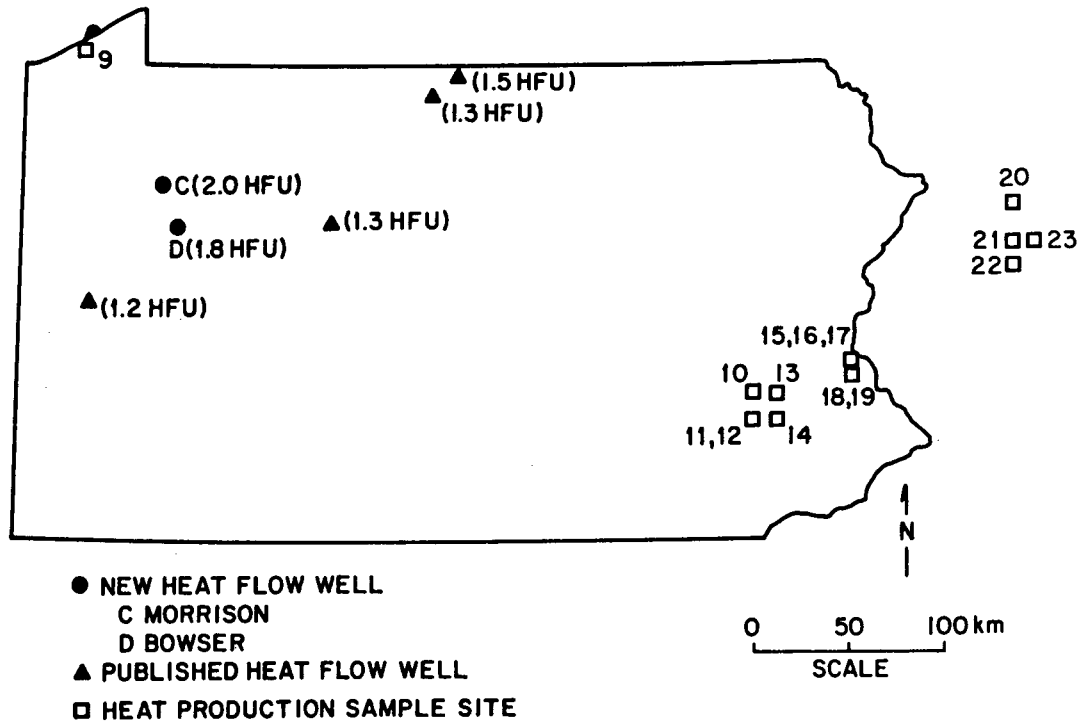 9
(1.5 HFU)
(1.3 HFU)
C(2.0 HFU)
D(1.8 HFU)
(1.3 HFU)
(1.2 HFU)
20
21
23
22
15,16,17
10
13
18,19
11,12
14
N
● NEW HEAT FLOW WELL
C MORRISON
D BOWSER
▲ PUBLISHED HEAT FLOW WELL
□ HEAT PRODUCTION SAMPLE SITE
0 50 100 km
SCALE